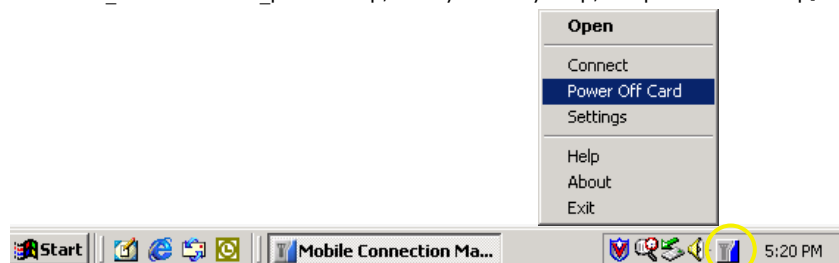 Open
Connect
Power Off Card
Settings
Help
About
Exit
Start
Mobile Connection Ma...
5:20 PM